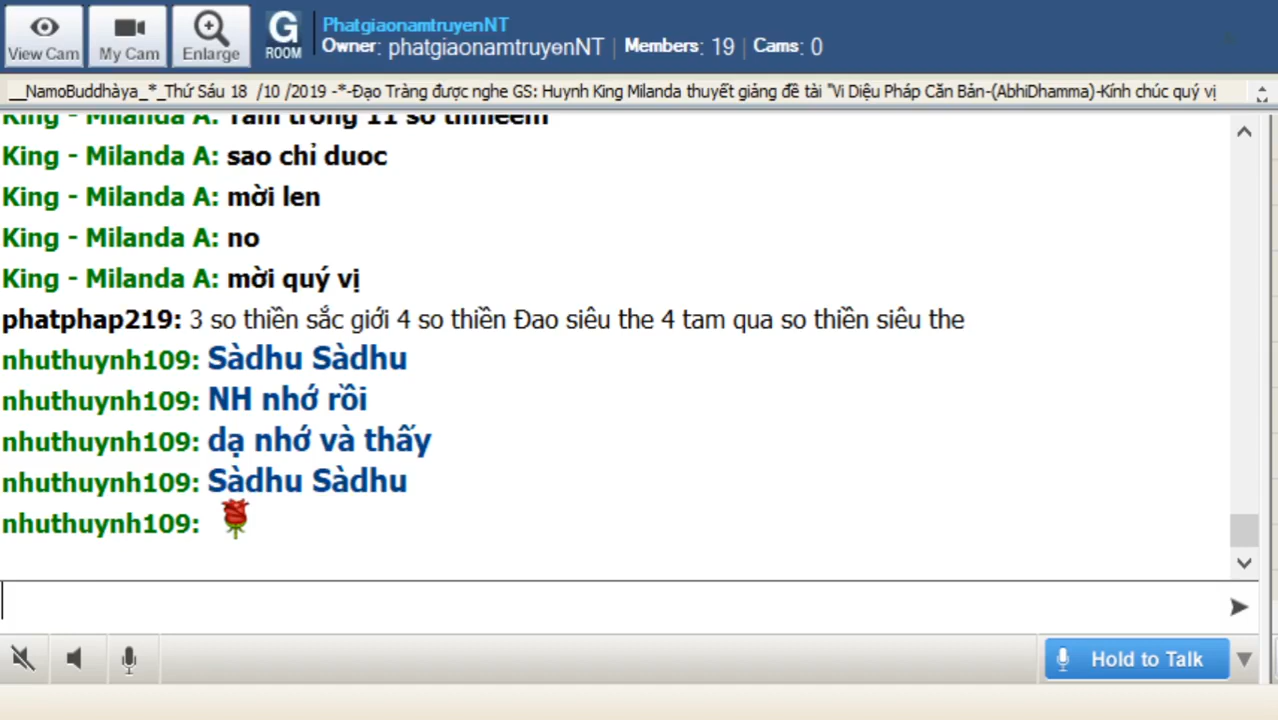 View Cam
My Cam
Enlarge
G
ROOM
PhatgiaonamtruyenNT
Owner: phatgiaonamtruyenNT | Members: 19 | Cams: 0
__NamoBuddhàya_*_Thứ Sáu 18 /10 /2019 -*-Đạo Tràng được nghe GS: Huynh King Milanda thuyết giảng đề tài "Vi Diệu Pháp Căn Bản-(AbhiDhamma)-Kính chúc quý vị
King - Milanda A:
King - Milanda A: sao chỉ duoc
King - Milanda A: mời len
King - Milanda A: no
King - Milanda A: mời quý vị
phatphap219: 3 so thiền sắc giới 4 so thiền Đao siêu the 4 tam qua so thiền siêu the
nhuthuynh109: Sàdhu Sàdhu
nhuthuynh109: NH nhớ rồi
nhuthuynh109: dạ nhớ và thấy
nhuthuynh109: Sàdhu Sàdhu
nhuthuynh109:
Hold to Talk